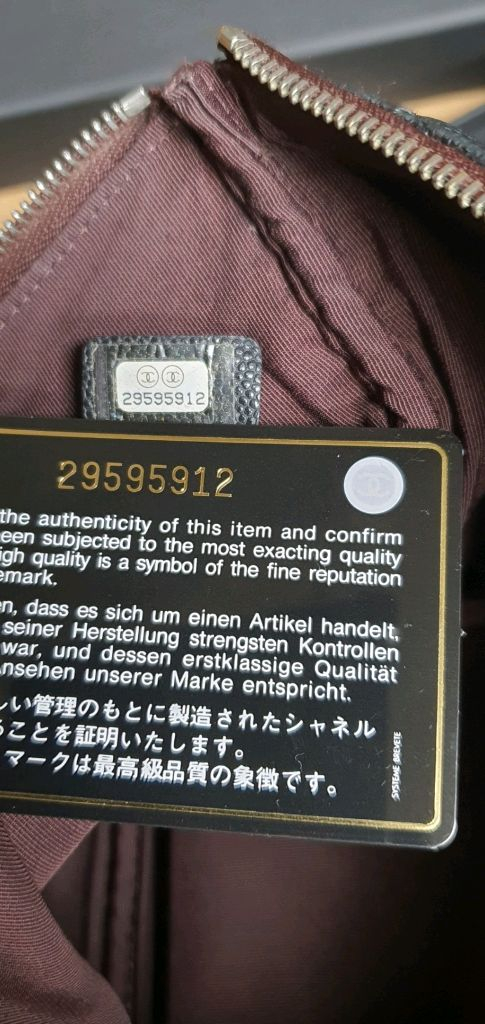 29595912
29595912
the authenticity of this item and confirm
een subjected to the most exacting quality
igh quality is a symbol of the fine reputation
emark.
en, dass es sich um einen Artikel handelt,
seiner Herstellung strengsten Kontrollen
war, und dessen erstklassige Qualität
nsehen unserer Marke entspricht.
しい管理のもとに製造されたシャネル
ることを証明いたします。
マークは最高級品質の象徴です。
SYSTEME BREVETE